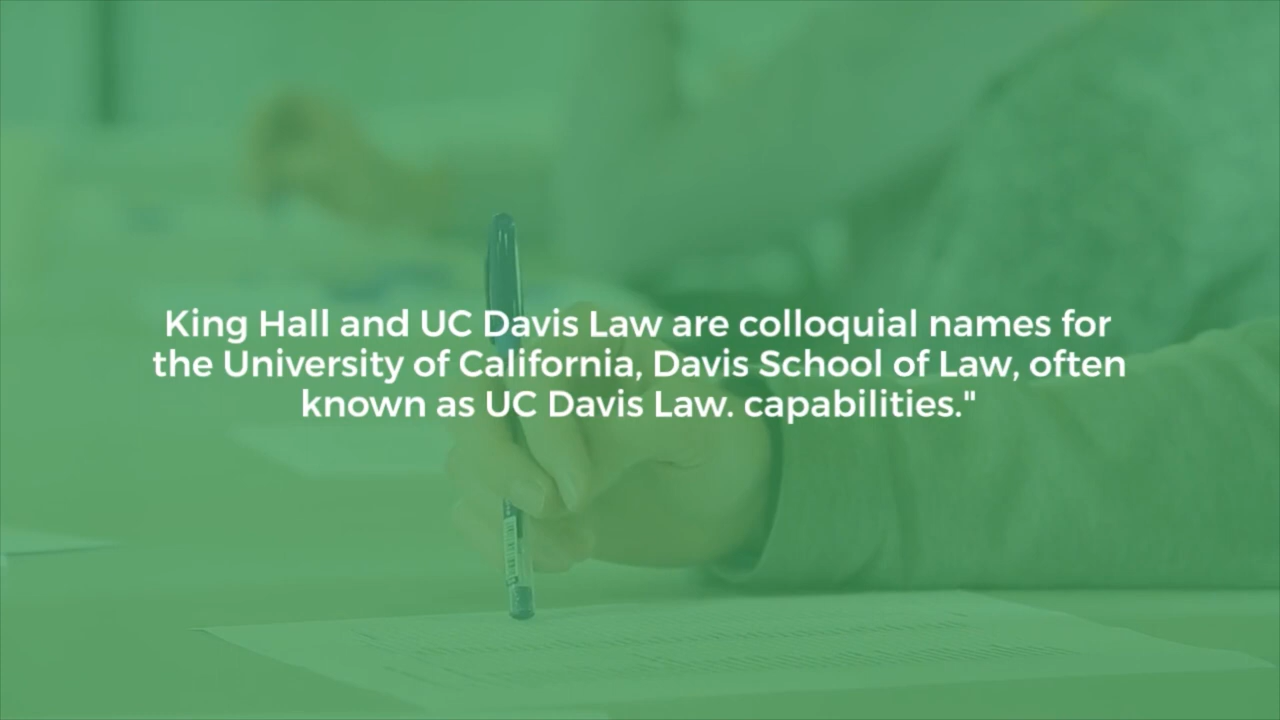 King Hall and UC Davis Law are colloquial names for
the University of California, Davis School of Law, often
known as UC Davis Law. capabilities."